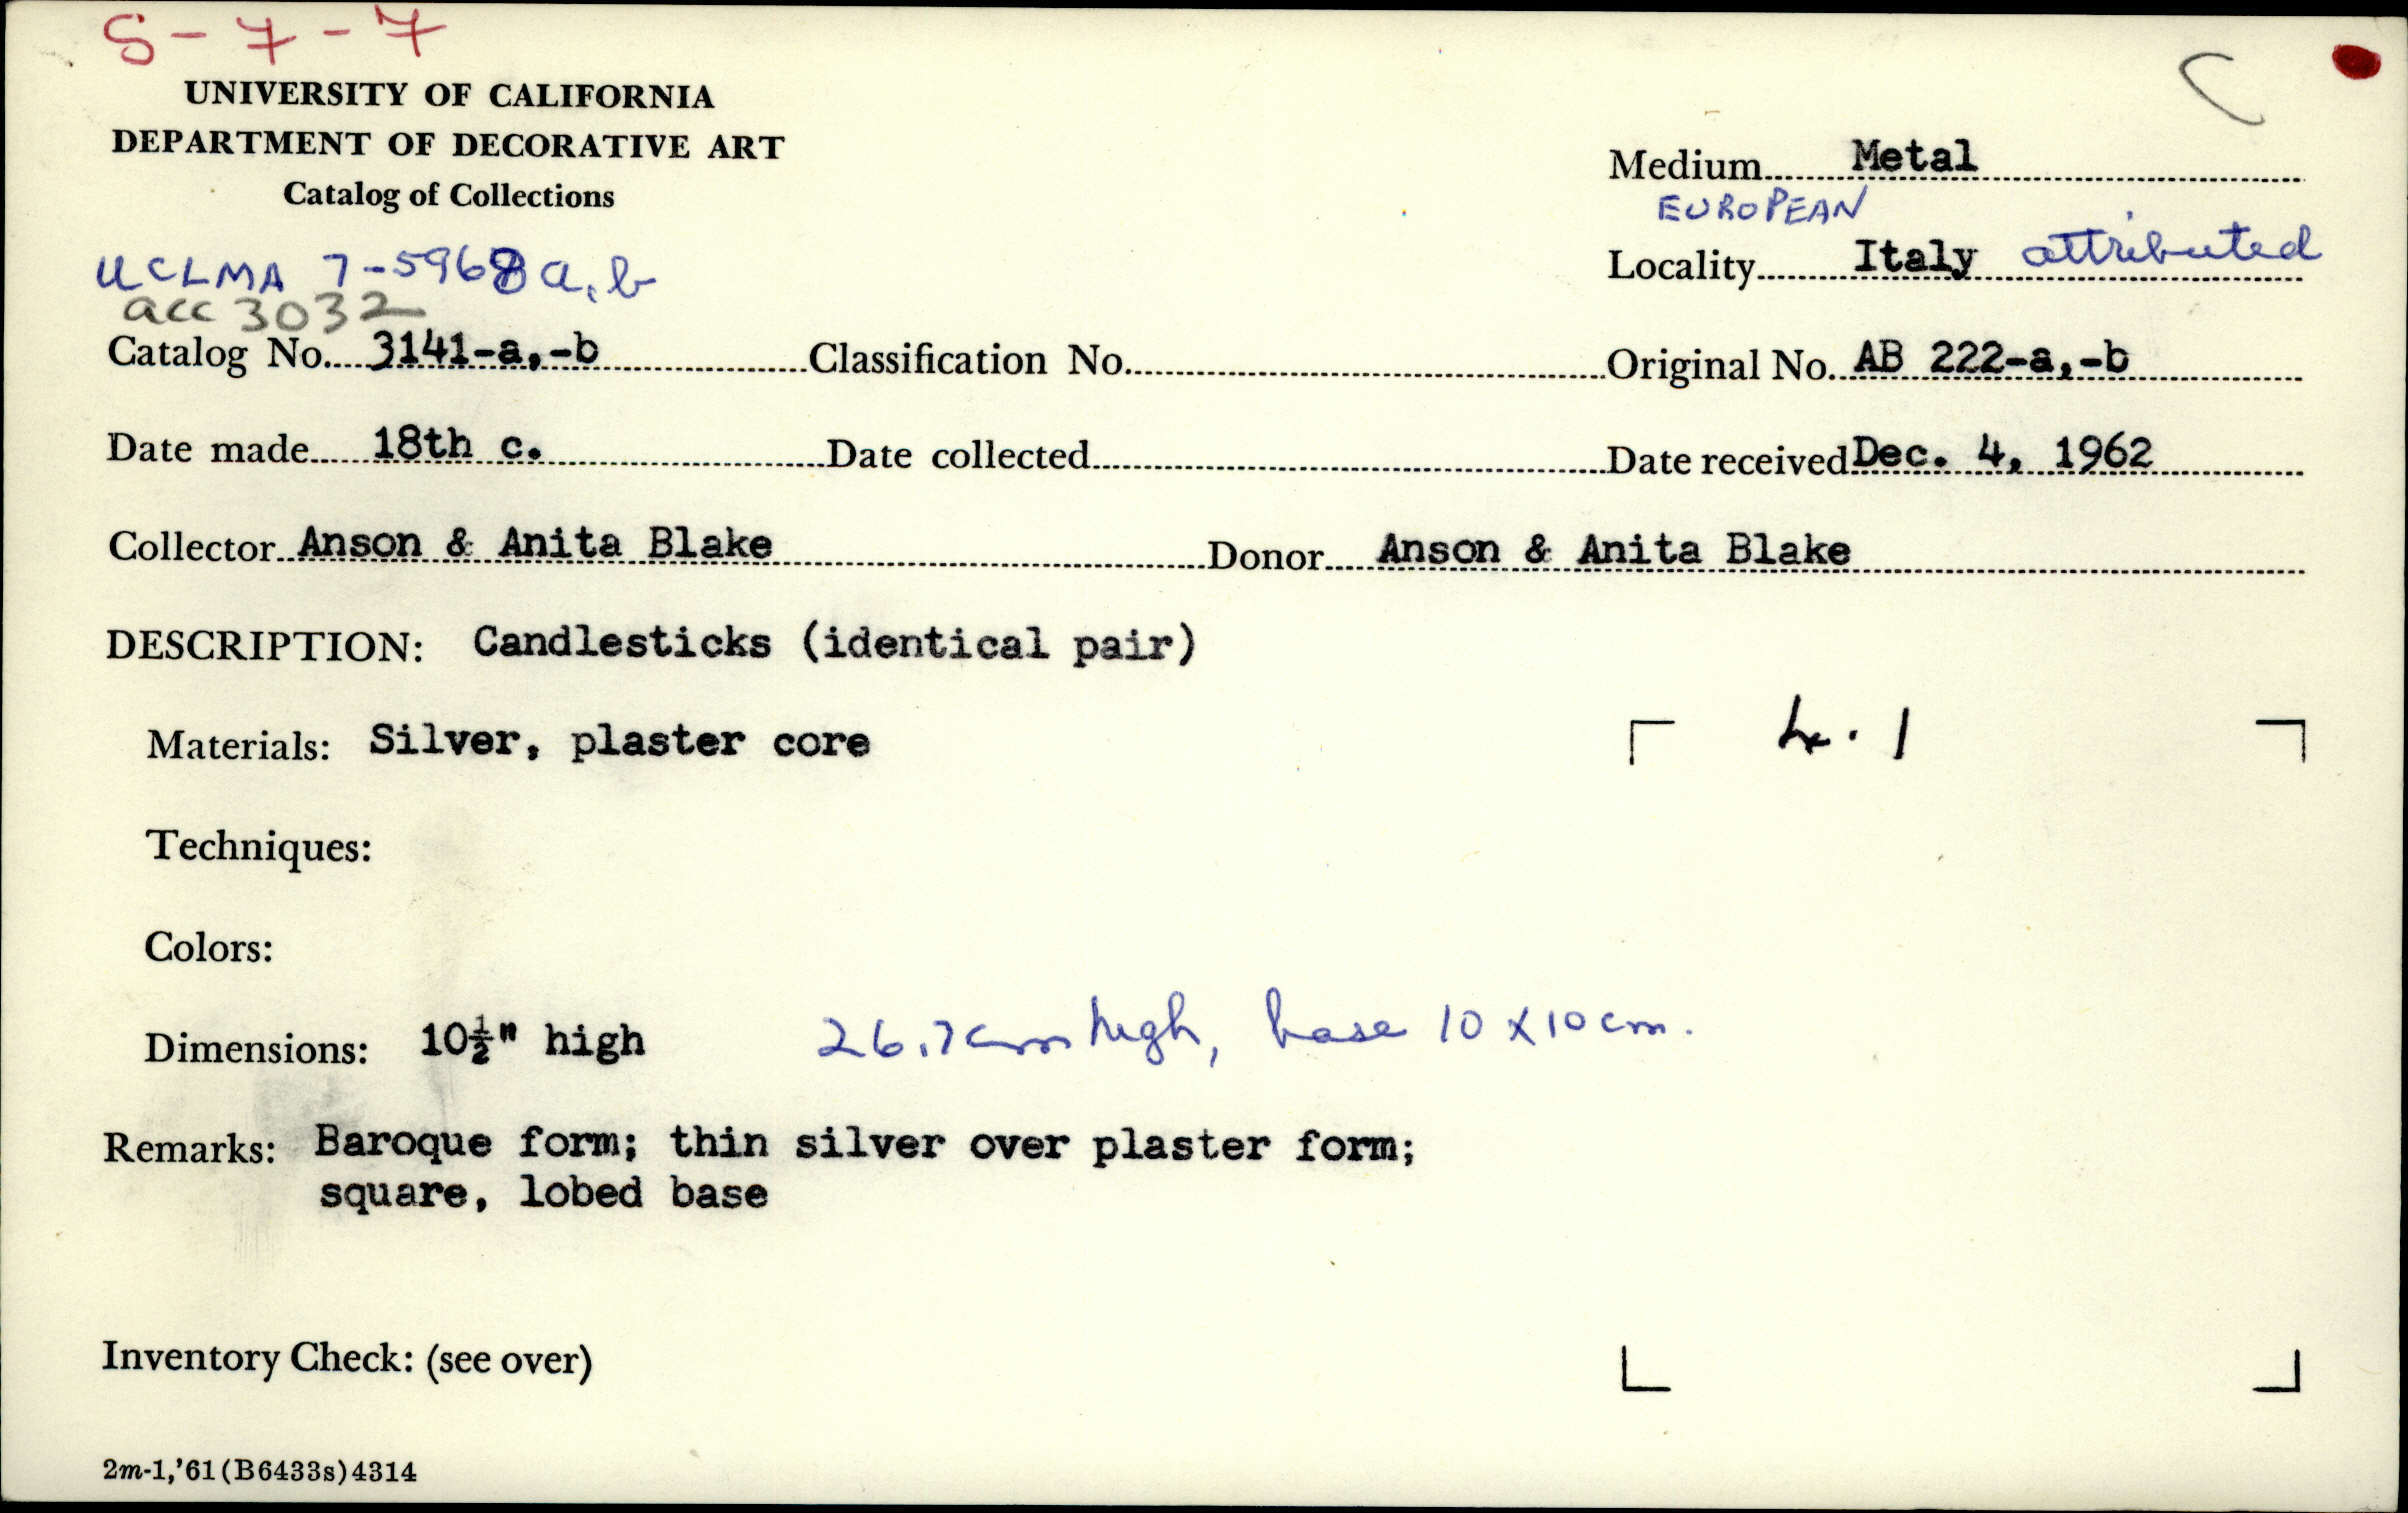 S-7-7
UNIVERSITY OF CALIFORNIA
DEPARTMENT OF DECORATIVE ART
Catalog of Collections
Medium Metal
EUROPEAN
Locality Italy attributed
UCLMA 7-5968 a,b
acc 3032
Catalog No. 3141-a,-b Classification No. Original No. AB 222-a,-b
Date made 18th c. Date collected Date received Dec. 4, 1962
Collector Anson & Anita Blake Donor Anson & Anita Blake
DESCRIPTION: Candlesticks (identical pair)
Materials: Silver, plaster core
4.1
Techniques:
Colors:
Dimensions: 10½" high 26.7cm high, base 10 x 10 cm.
Remarks: Baroque form; thin silver over plaster form;
square, lobed base
Inventory Check: (see over)
2m-1,'61(B6433s)4314